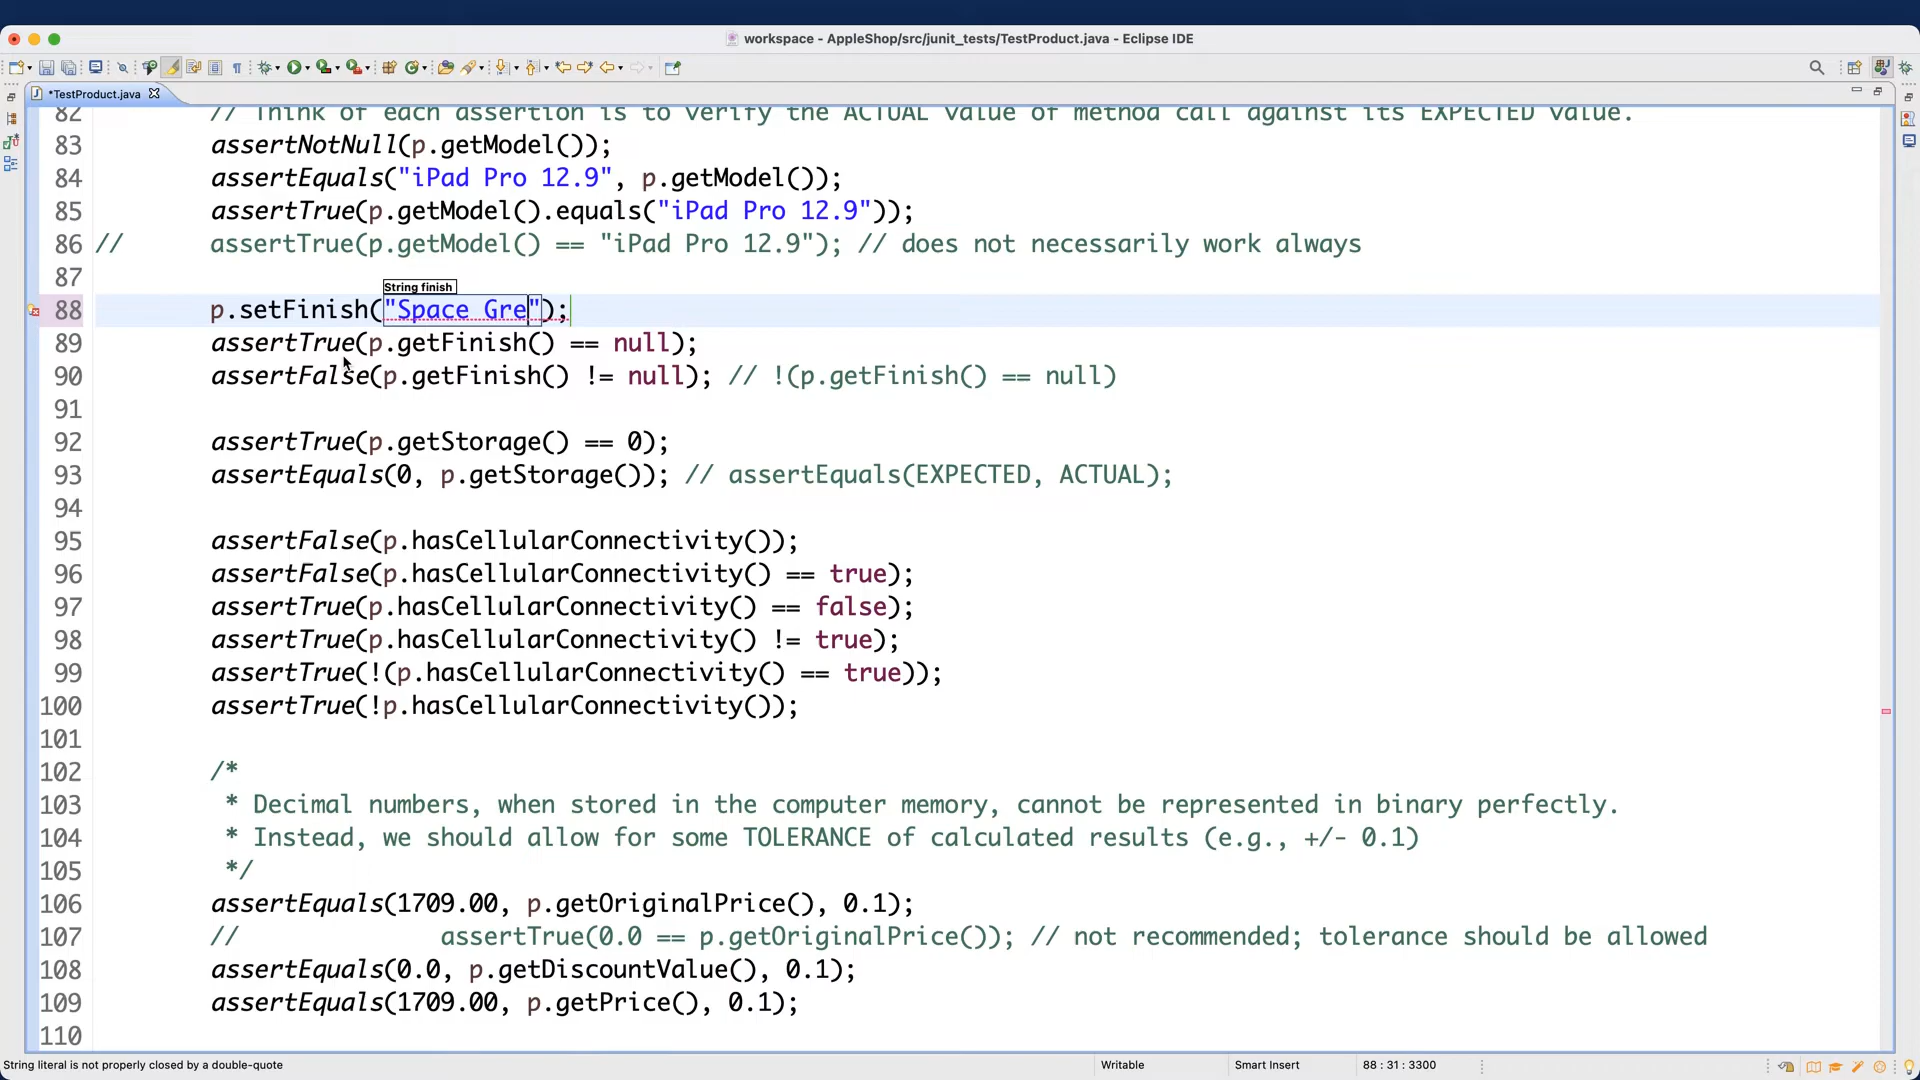 workspace - AppleShop/src/junit_tests/TestProduct.java - Eclipse IDE
*TestProduct.java
82 // Think of each assertion is to verify the ACTUAL value of method call against its EXPECTED value.
83 assertNotNull(p.getModel());
84 assertEquals("iPad Pro 12.9", p.getModel());
85 assertTrue(p.getModel().equals("iPad Pro 12.9"));
86 // assertTrue(p.getModel() == "iPad Pro 12.9"); // does not necessarily work always
87
String finish
88 p.setFinish("Space Gre");
89 assertTrue(p.getFinish() == null);
90 assertFalse(p.getFinish() != null); // !(p.getFinish() == null)
91
92 assertTrue(p.getStorage() == 0);
93 assertEquals(0, p.getStorage()); // assertEquals(EXPECTED, ACTUAL);
94
95 assertFalse(p.hasCellularConnectivity());
96 assertFalse(p.hasCellularConnectivity() == true);
97 assertTrue(p.hasCellularConnectivity() == false);
98 assertTrue(p.hasCellularConnectivity() != true);
99 assertTrue(!(p.hasCellularConnectivity() == true));
100 assertTrue(!p.hasCellularConnectivity());
101
102 /*
103 * Decimal numbers, when stored in the computer memory, cannot be represented in binary perfectly.
104 * Instead, we should allow for some TOLERANCE of calculated results (e.g., +/- 0.1)
105 */
106 assertEquals(1709.00, p.getOriginalPrice(), 0.1);
107 // assertTrue(0.0 == p.getOriginalPrice()); // not recommended; tolerance should be allowed
108 assertEquals(0.0, p.getDiscountValue(), 0.1);
109 assertEquals(1709.00, p.getPrice(), 0.1);
110
String literal is not properly closed by a double-quote
Writable
Smart Insert
88 : 31 : 3300